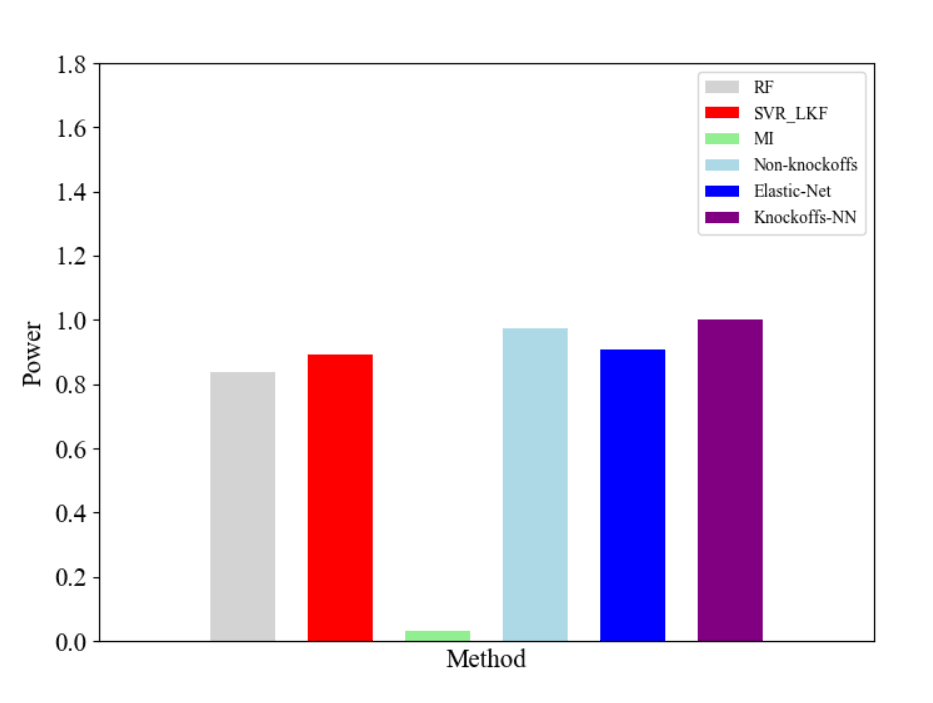 1.8
1.6
1.4
1.2
1.0
0.8
0.6
0.4
0.2
0.0
Power
Method
RF
SVR_LKF
MI
Non-knockoffs
Elastic-Net
Knockoffs-NN